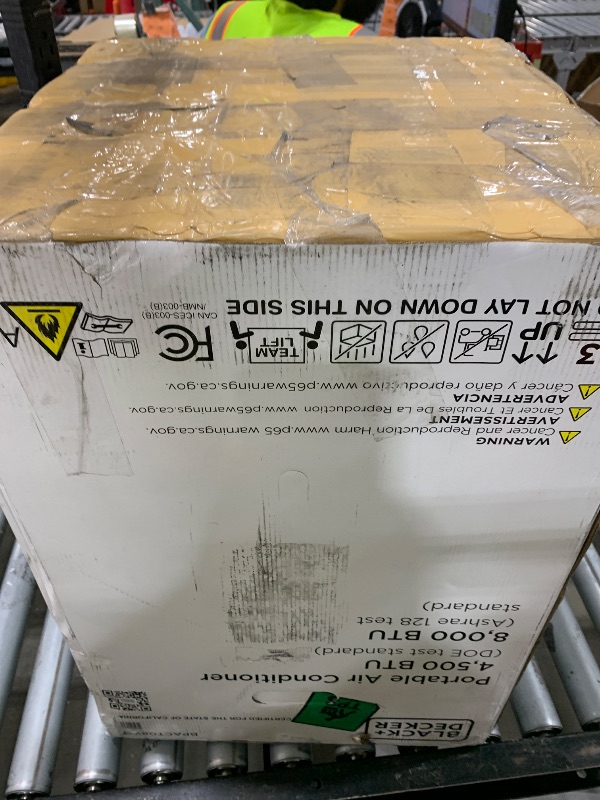 BLACK+
DECKER
BPACT08
CERTIFIED FOR THE STATE OF CALIFORNIA
Portable Air Conditioner
4,500 BTU
(DOE test standard)
8,000 BTU
(Ashrae 128 test
standard)
WARNING
Cancer and Reproduction Harm www.p65 warnings.ca.gov.
AVERTISSEMENT
Cancer Et Troubles De La Reproduction www.p65warnings.ca.gov.
ADVERTENCIA
Cáncer y daño reproductivo www.p65warnings.ca.gov.
3
UP
TEAM
LIFT
FC
CAN ICES-003(B)
/NMB-003(B)
NOT LAY DOWN ON THIS SIDE